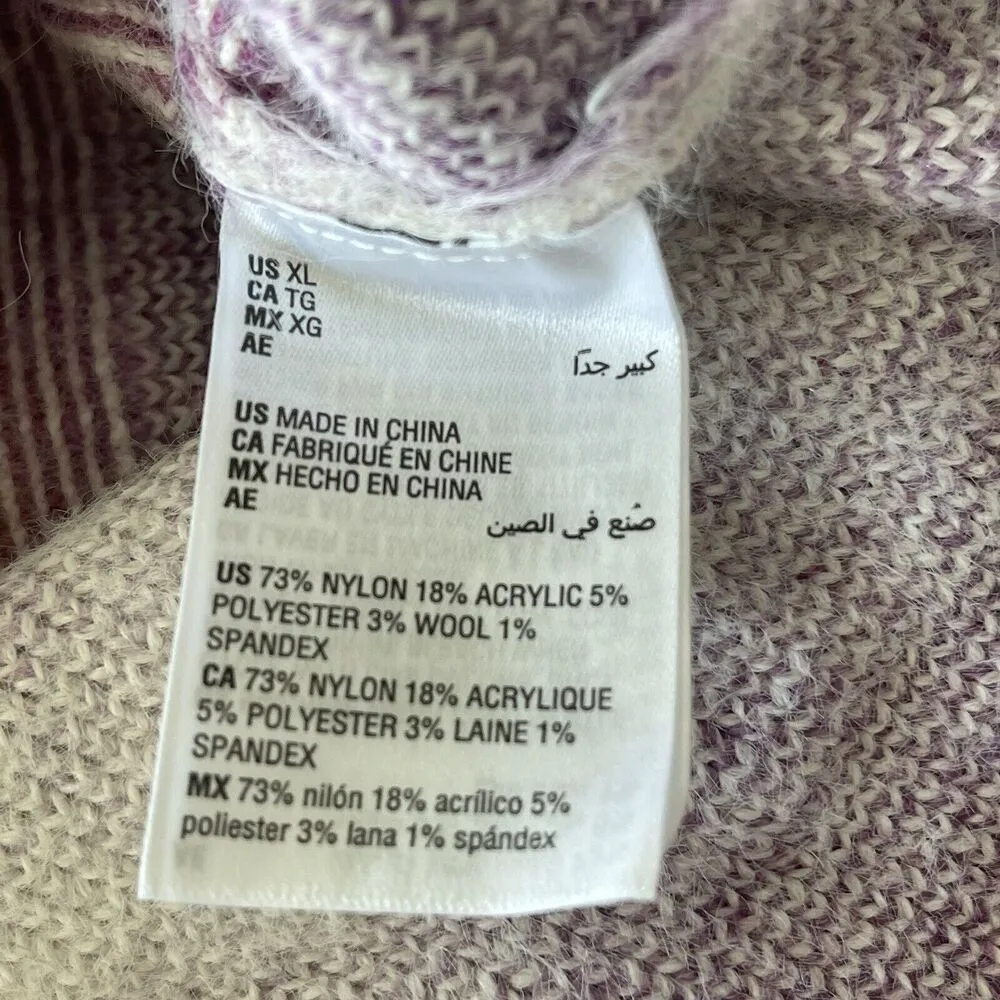 US XL
CA TG
MX XG
AE
كبير جداً
US MADE IN CHINA
CA FABRIQUÉ EN CHINE
MX HECHO EN CHINA
AE
صُنع في الصين
US 73% NYLON 18% ACRYLIC 5%
POLYESTER 3% WOOL 1%
SPANDEX
CA 73% NYLON 18% ACRYLIQUE
5% POLYESTER 3% LAINE 1%
SPANDEX
MX 73% nilón 18% acrílico 5%
poliester 3% lana 1% spándex